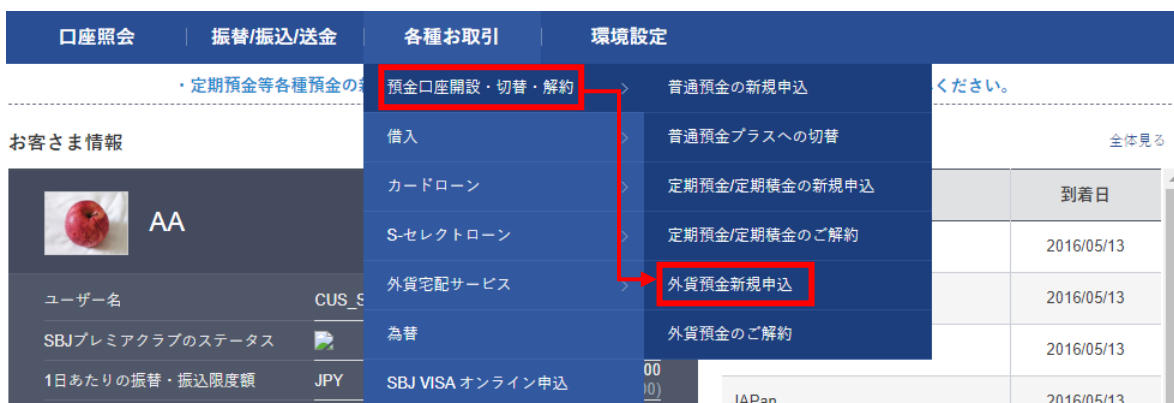 口座照会 振替/振込/送金 各種お取引 環境設定
・定期預金等各種預金の ください。
預金口座開設・切替・解約
借入
カードローン
S-セレクトローン
外貨宅配サービス
為替
SBJ VISA オンライン申込
普通預金の新規申込
普通預金プラスへの切替
定期預金/定期積金の新規申込
定期預金/定期積金のご解約
外貨預金新規申込
外貨預金のご解約
お客さま情報
AA
ユーザー名 CUS_S
SBJプレミアクラブのステータス
1日あたりの振替・振込限度額 JPY 00
00)
全体見る
到着日
2016/05/13
2016/05/13
2016/05/13
JAPan 2016/05/13